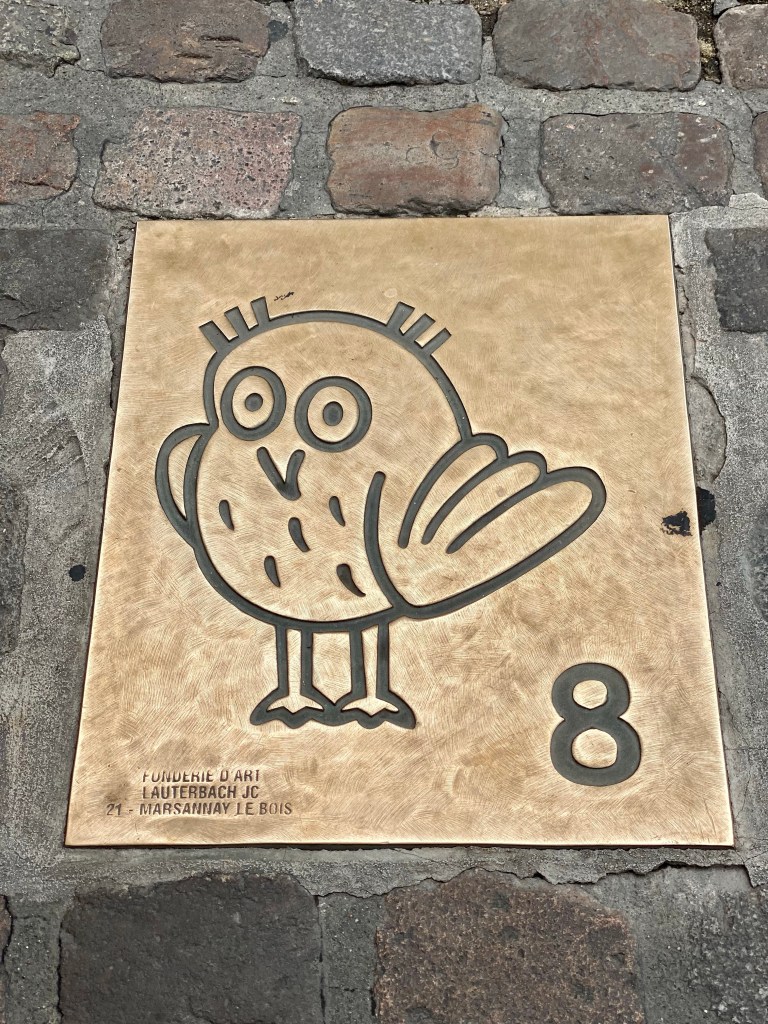 8
FONDERIE D'ART
LAUTERBACH JC
21 - MARSANNAY LE BOIS